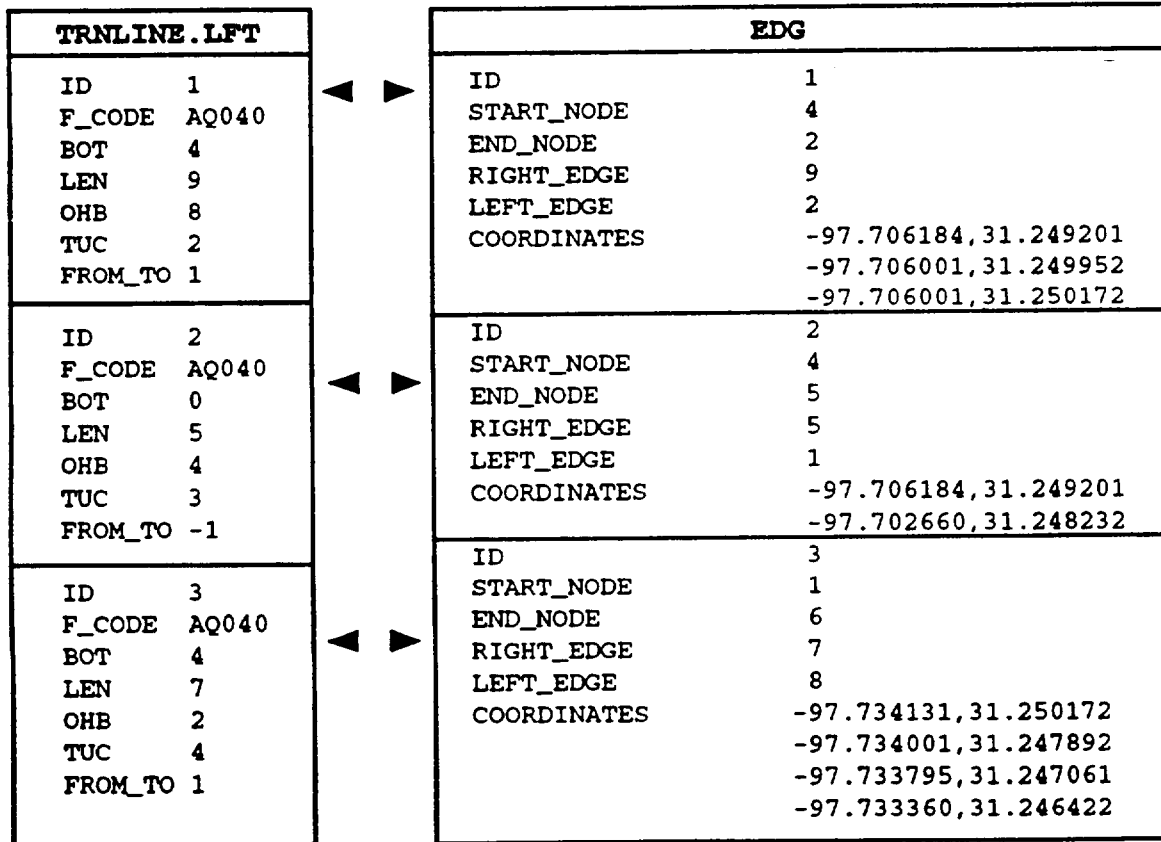 TRNLINE.LFT
ID 1
F_CODE AQ040
BOT 4
LEN 9
OHB 8
TUC 2
FROM_TO 1
ID 2
F_CODE AQ040
BOT 0
LEN 5
OHB 4
TUC 3
FROM_TO -1
ID 3
F_CODE AQ040
BOT 4
LEN 7
OHB 2
TUC 4
FROM_TO 1
EDG
ID 1
START_NODE 4
END_NODE 2
RIGHT_EDGE 9
LEFT_EDGE 2
COORDINATES -97.706184,31.249201
-97.706001,31.249952
-97.706001,31.250172
ID 2
START_NODE 4
END_NODE 5
RIGHT_EDGE 5
LEFT_EDGE 1
COORDINATES -97.706184,31.249201
-97.702660,31.248232
ID 3
START_NODE 1
END_NODE 6
RIGHT_EDGE 7
LEFT_EDGE 8
COORDINATES -97.734131,31.250172
-97.734001,31.247892
-97.733795,31.247061
-97.733360,31.246422